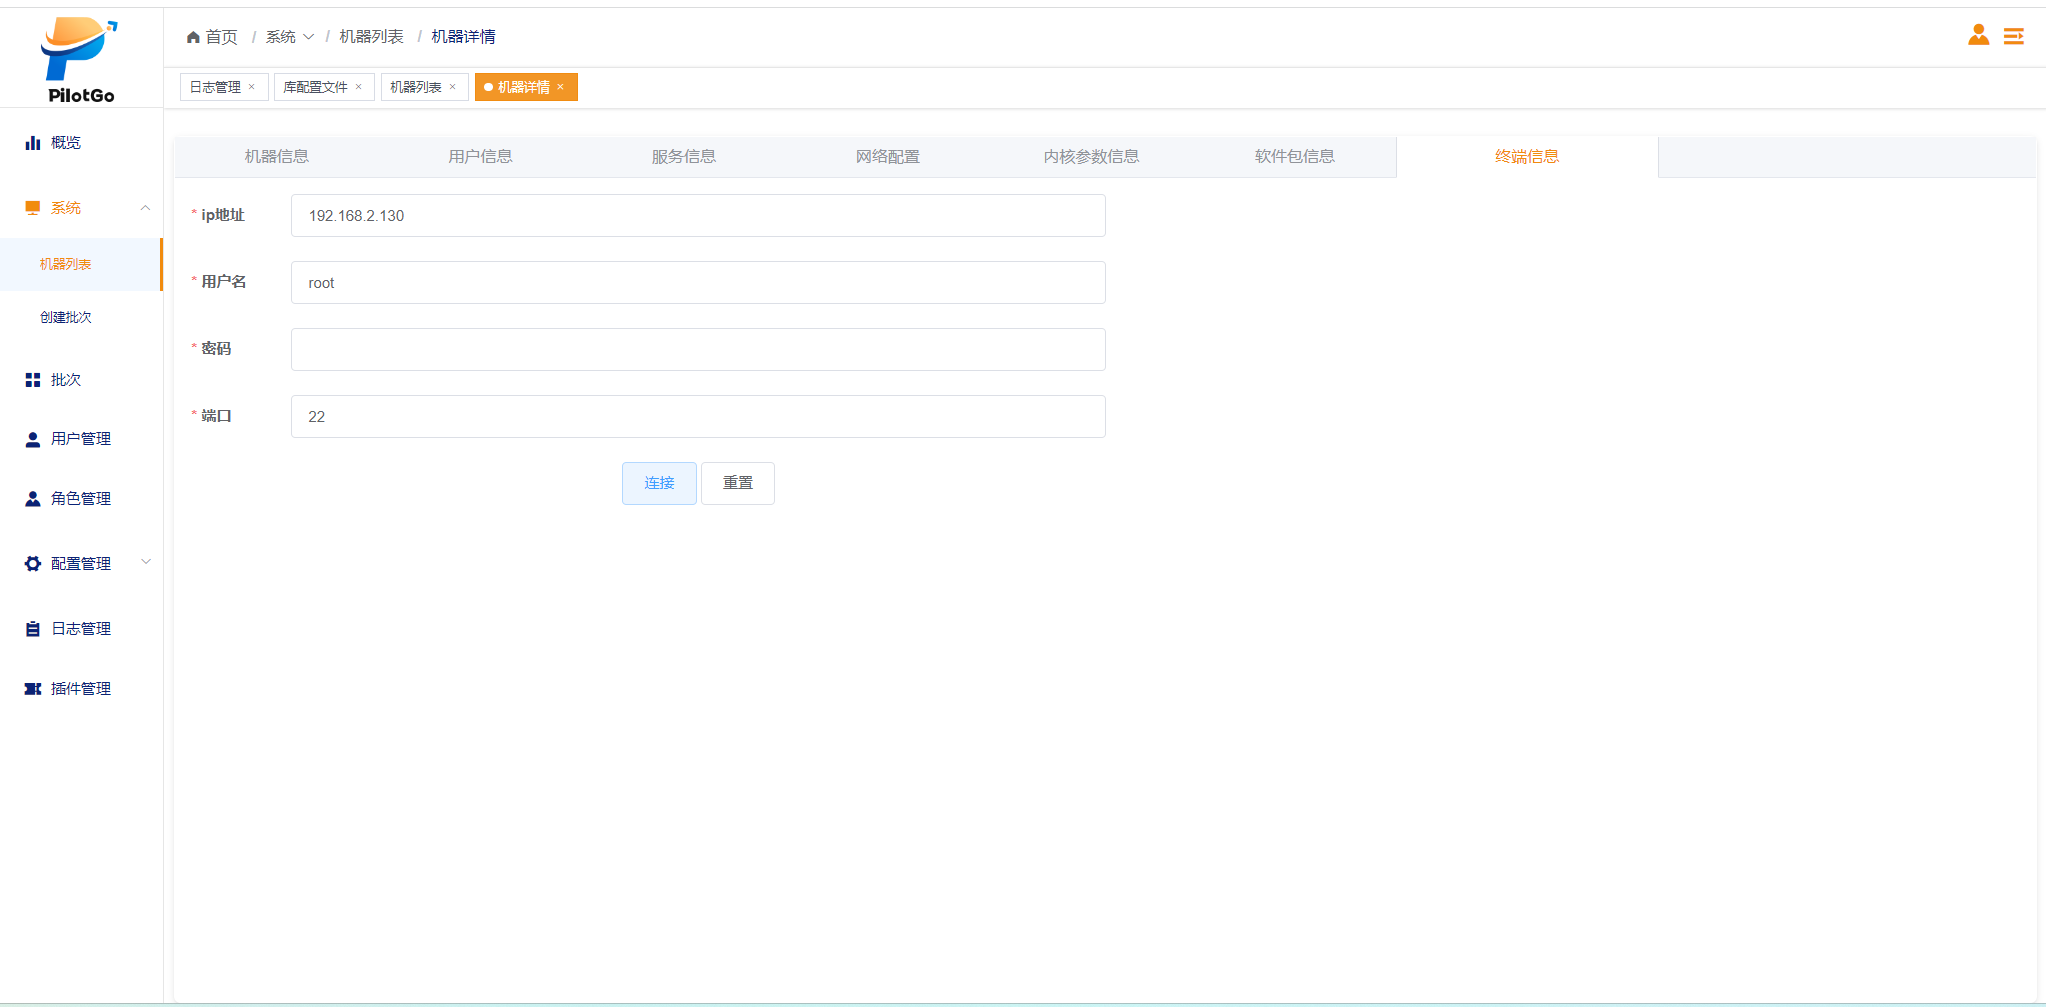 PilotGo
首页 / 系统 / 机器列表 / 机器详情
日志管理 × 库配置文件 × 机器列表 × 机器详情 ×
概览
系统
机器列表
创建批次
批次
用户管理
角色管理
配置管理
日志管理
插件管理
机器信息 用户信息 服务信息 网络配置 内核参数信息 软件包信息 终端信息
* ip地址 192.168.2.130
* 用户名 root
* 密码
* 端口 22
连接 重置